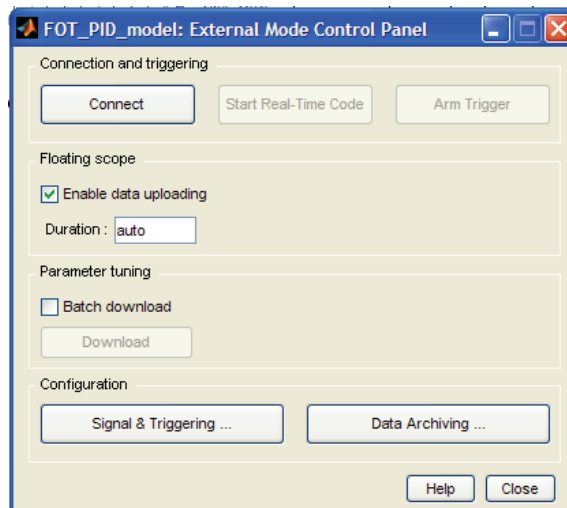 FOT_PID_model: External Mode Control Panel
Connection and triggering
Connect Start Real-Time Code Arm Trigger
Floating scope
Enable data uploading
Duration : auto
Parameter tuning
Batch download
Download
Configuration
Signal & Triggering ... Data Archiving ...
Help Close